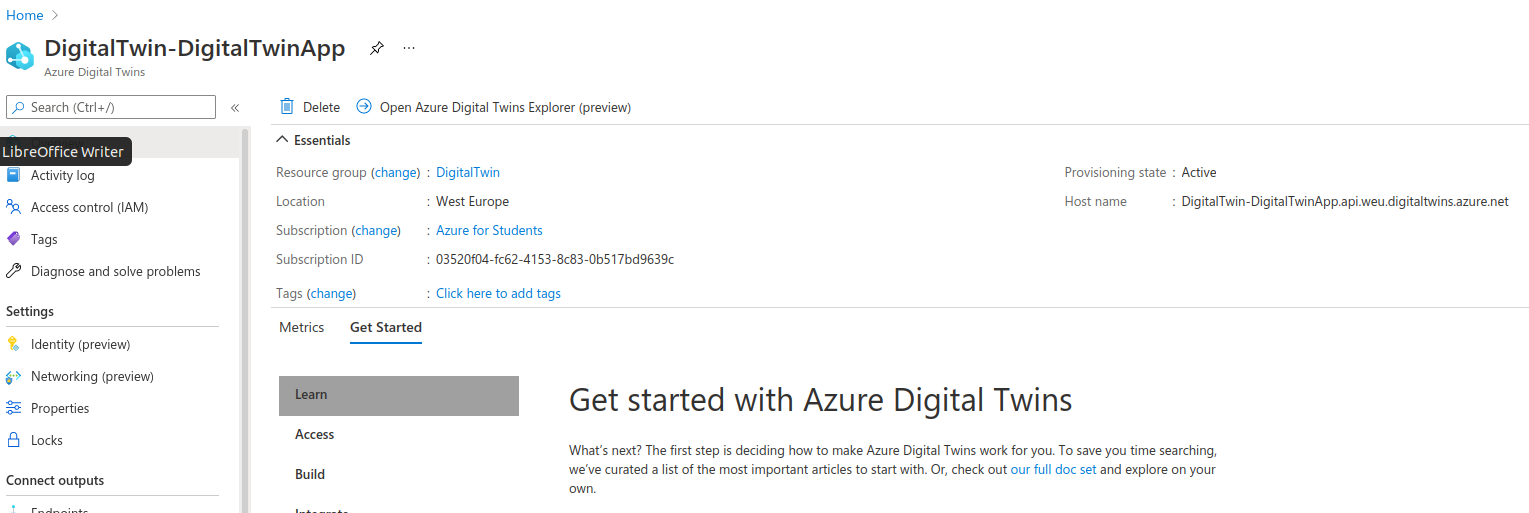 Home
DigitalTwin-DigitalTwinApp
Azure Digital Twins
Search (Ctrl+/)
LibreOffice Writer
Activity log
Access control (IAM)
Tags
Diagnose and solve problems
Settings
Identity (preview)
Networking (preview)
Properties
Locks
Connect outputs
Endpoints
Delete Open Azure Digital Twins Explorer (preview)
Essentials
Resource group (change) : DigitalTwin
Location : West Europe
Subscription (change) : Azure for Students
Subscription ID : 03520f04-fc62-4153-8c83-0b517bd9639c
Tags (change) : Click here to add tags
Provisioning state : Active
Host name : DigitalTwin-DigitalTwinApp.api.weu.digitaltwins.azure.net
Metrics Get Started
Learn
Access
Build
Integrate
Get started with Azure Digital Twins
What's next? The first step is deciding how to make Azure Digital Twins work for you. To save you time searching,
we've curated a list of the most important articles to start with. Or, check out our full doc set and explore on your
own.